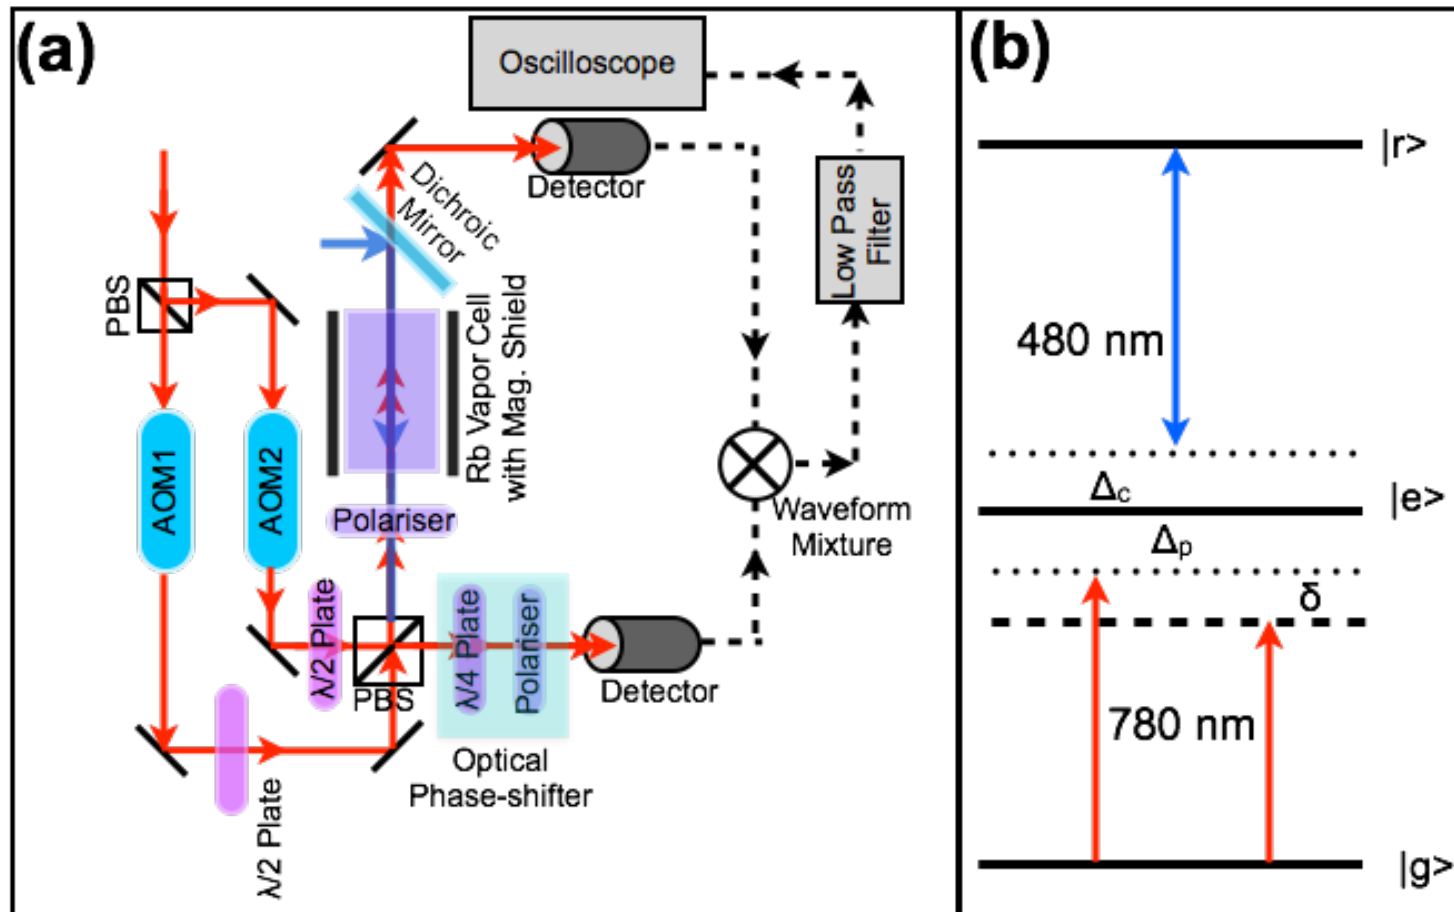 (a)
Oscilloscope
Detector
Dichroic
Mirror
Low Pass
Filter
PBS
Rb Vapor Cell
with Mag. Shield
AOM1
AOM2
Polariser
Waveform
Mixture
λ/2 Plate
PBS
λ/4 Plate
Polariser
Detector
Optical
Phase-shifter
λ/2 Plate
(b)
|r>
480 nm
Δc
|e>
Δp
δ
780 nm
|g>